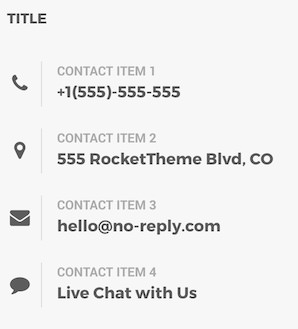 TITLE
CONTACT ITEM 1
+1(555)-555-555
CONTACT ITEM 2
555 RocketTheme Blvd, CO
CONTACT ITEM 3
hello@no-reply.com
CONTACT ITEM 4
Live Chat with Us